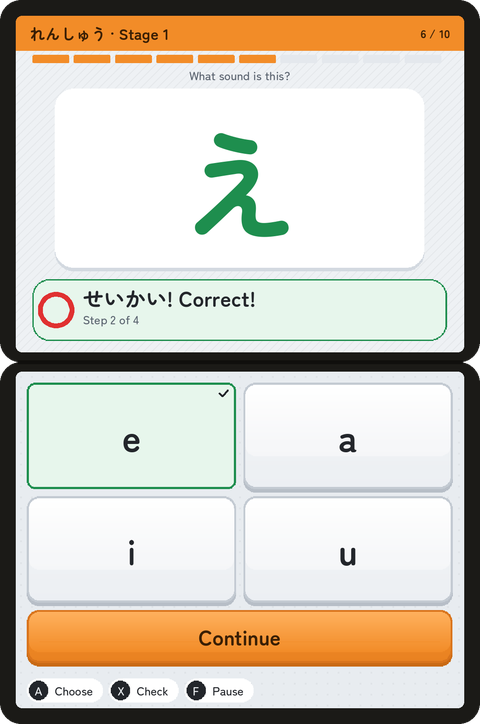 れんしゅう · Stage 1
6 / 10
What sound is this?
え
せいかい! Correct!
Step 2 of 4
e
a
i
u
Continue
A Choose
X Check
F Pause